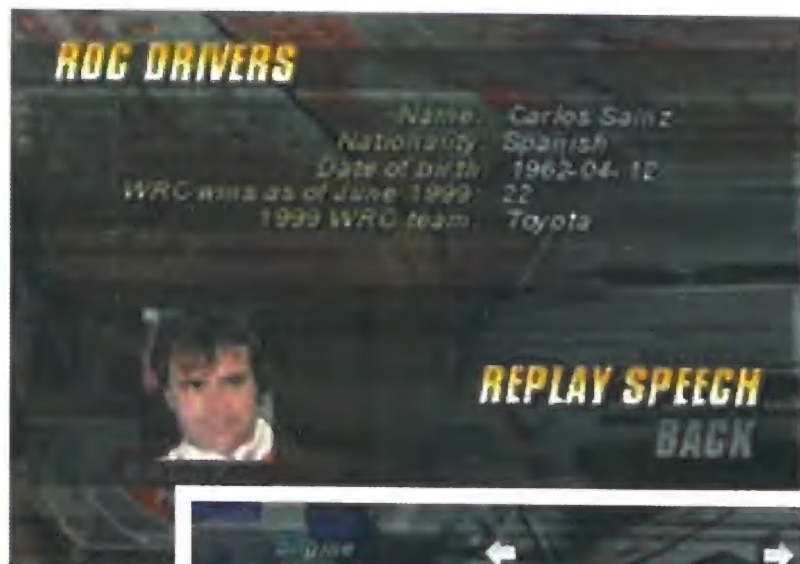 ROC DRIVERS
Name: Carlos Sainz
Nationality: Spanish
Date of birth: 1962-04-12
WRC wins as of June 1999: 22
1999 WRC team: Toyota
REPLAY SPEECH
BACK
Engine